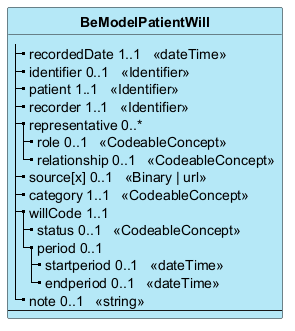 BeModelPatientWill
recordedDate 1..1 «dateTime»
identifier 0..1 «Identifier»
patient 1..1 «Identifier»
recorder 1..1 «Identifier»
representative 0..*
role 0..1 «CodeableConcept»
relationship 0..1 «CodeableConcept»
source[x] 0..1 «Binary | url»
category 1..1 «CodeableConcept»
willCode 1..1
status 0..1 «CodeableConcept»
period 0..1
startperiod 0..1 «dateTime»
endperiod 0..1 «dateTime»
note 0..1 «string»